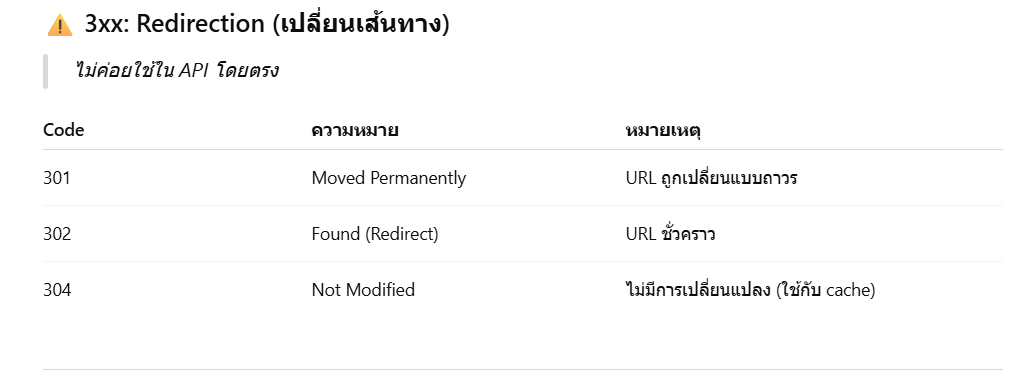 ⚠️ 3xx: Redirection (เปลี่ยนเส้นทาง)
ไม่ค่อยใช้ใน API โดยตรง
Code ความหมาย หมายเหตุ
301 Moved Permanently URL ถูกเปลี่ยนแบบถาวร
302 Found (Redirect) URL ชั่วคราว
304 Not Modified ไม่มีการเปลี่ยนแปลง (ใช้กับ cache)